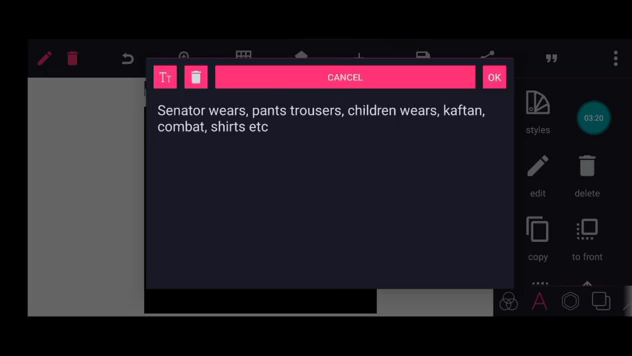 Tt
CANCEL
OK
Senator wears, pants trousers, children wears, kaftan,
combat, shirts etc
styles
03:20
edit
delete
copy
to front